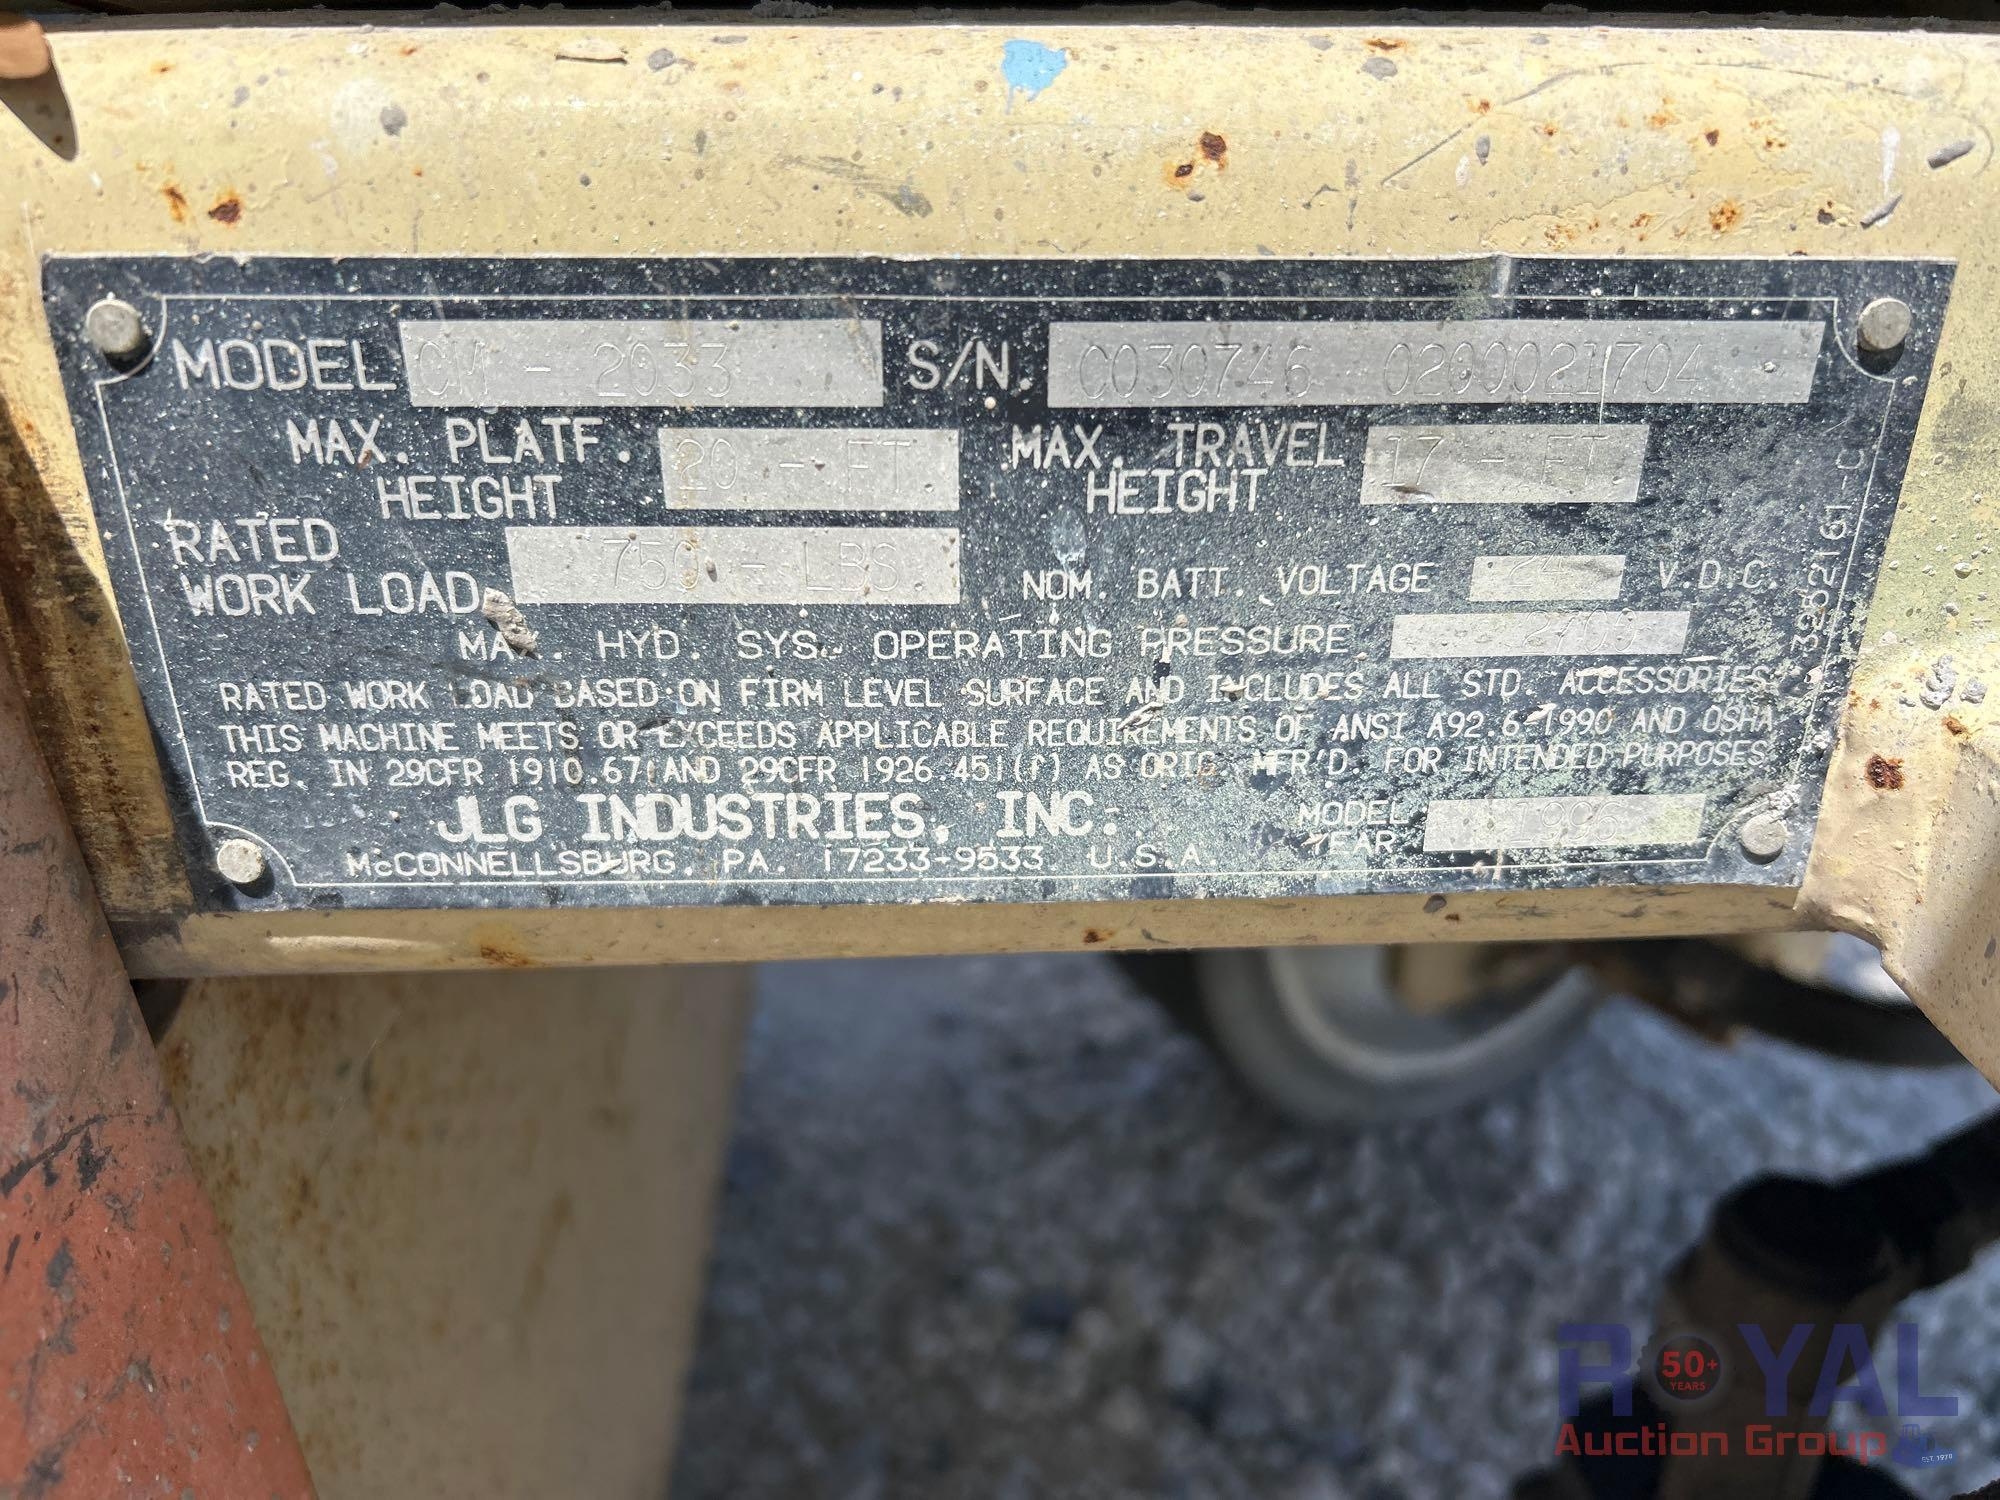 MODEL CM - 2033 S/N. C030746 0200021704
MAX. PLATF. HEIGHT 20 - FT MAX. TRAVEL HEIGHT 17 - FT
RATED WORK LOAD 750 - LBS NOM. BATT. VOLTAGE 24 V.D.C.
MAX. HYD. SYS. OPERATING PRESSURE 2700
RATED WORK LOAD BASED ON FIRM LEVEL SURFACE AND INCLUDES ALL STD. ACCESSORIES.
THIS MACHINE MEETS OR EXCEEDS APPLICABLE REQUIREMENTS OF ANSI A92.6-1990 AND OSHA
REG. IN 29CFR 1910.67 AND 29CFR 1926.451(f) AS ORIG. MFR'D. FOR INTENDED PURPOSES
JLG INDUSTRIES, INC. MODEL YEAR 1996
McCONNELLSBURG, PA. 17233-9533 U.S.A.
3252161-C
ROYAL
50+
YEARS
Auction Group
EST. 1970